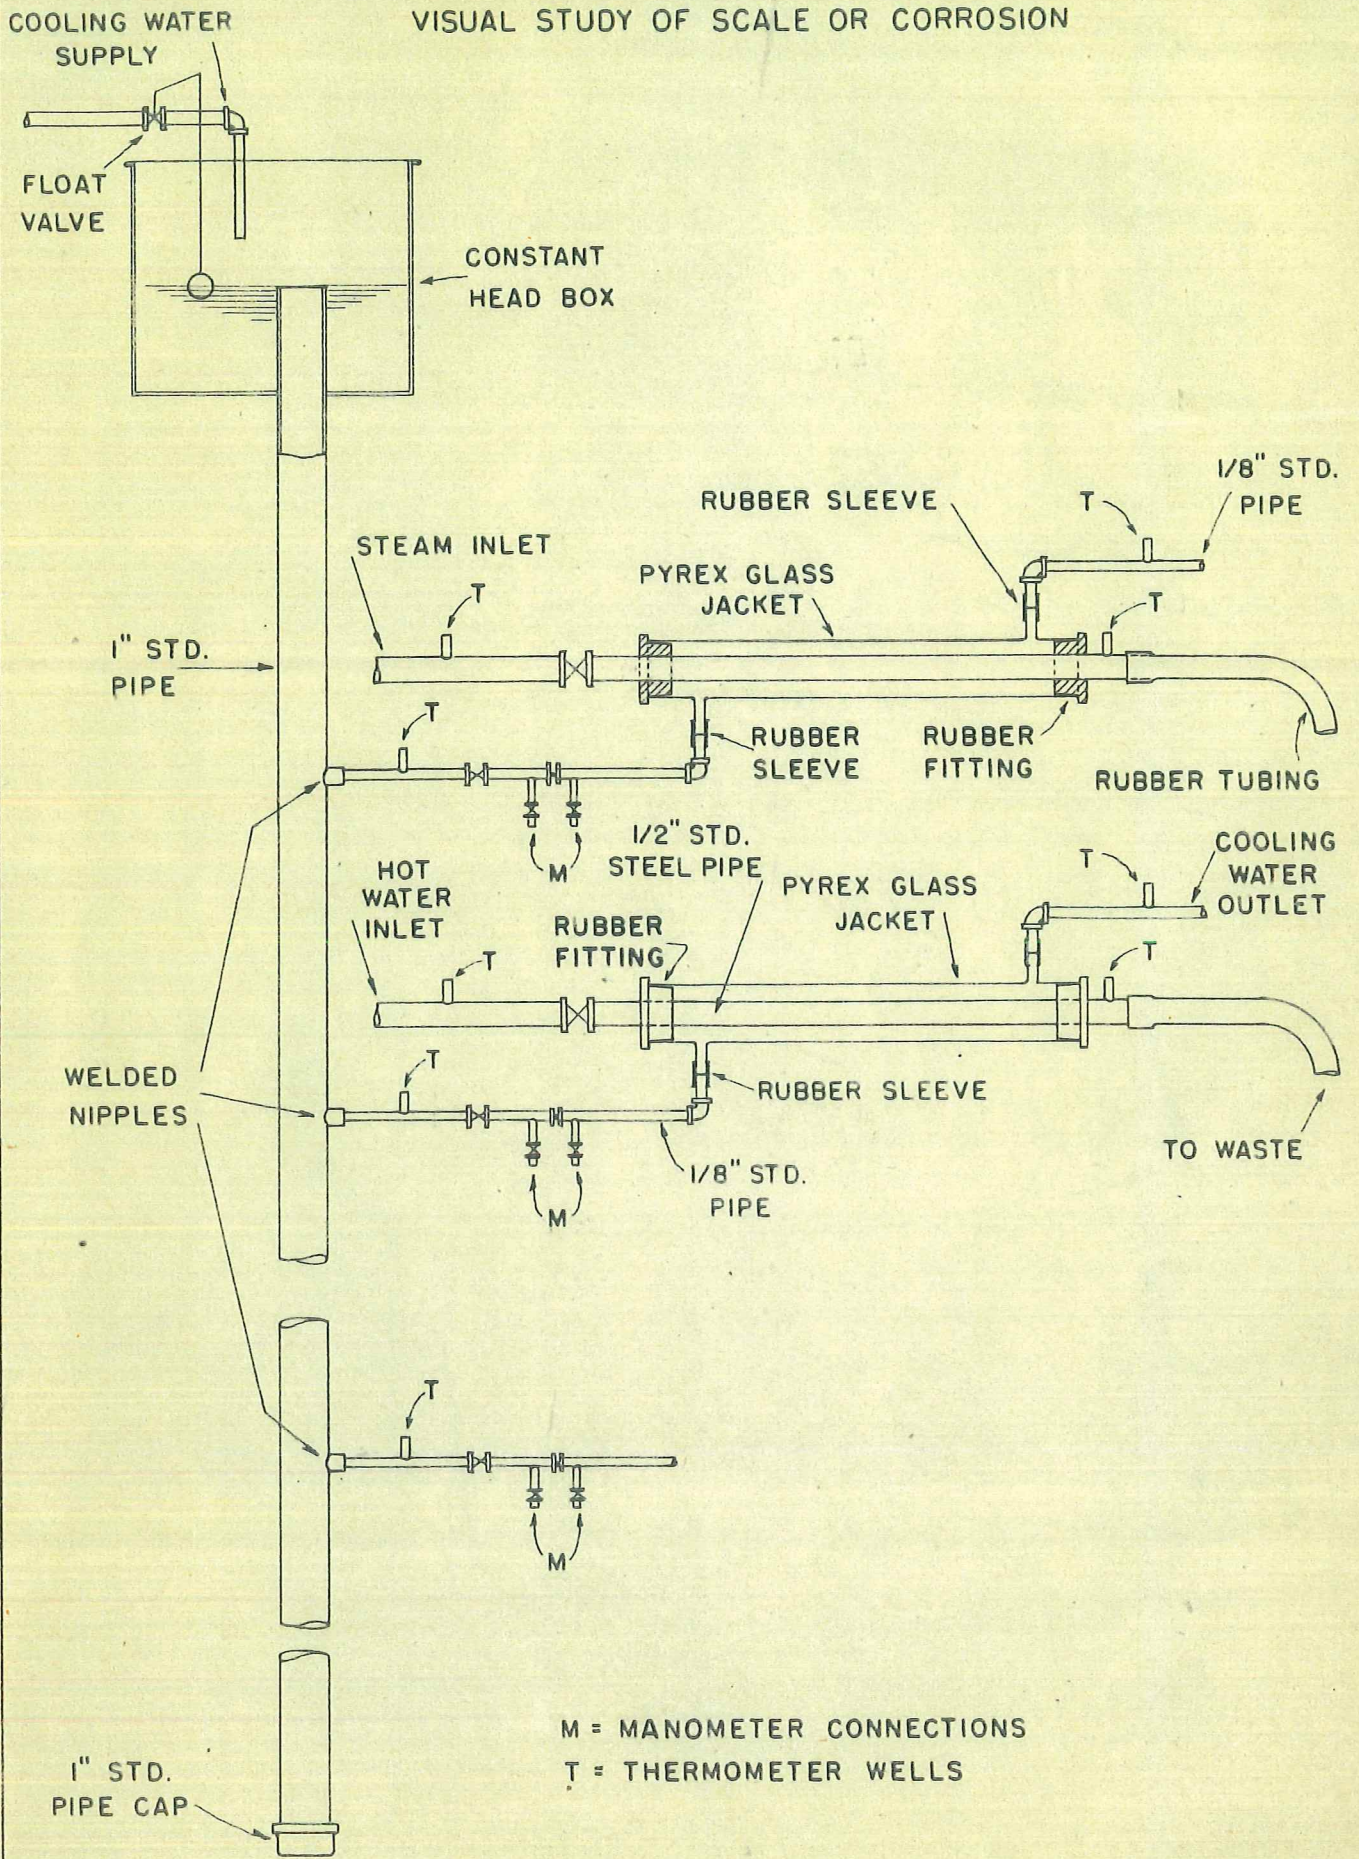 VISUAL STUDY OF SCALE OR CORROSION
COOLING WATER
SUPPLY
FLOAT
VALVE
CONSTANT
HEAD BOX
1/8" STD.
PIPE
RUBBER SLEEVE
T
STEAM INLET
PYREX GLASS
JACKET
T
T
1" STD.
PIPE
T
RUBBER
SLEEVE
RUBBER
FITTING
RUBBER TUBING
M
1/2" STD.
STEEL PIPE
HOT
WATER
INLET
PYREX GLASS
JACKET
T
COOLING
WATER
OUTLET
RUBBER
FITTING
T
T
WELDED
NIPPLES
T
RUBBER SLEEVE
TO WASTE
1/8" STD.
PIPE
M
T
M
M = MANOMETER CONNECTIONS
T = THERMOMETER WELLS
1" STD.
PIPE CAP